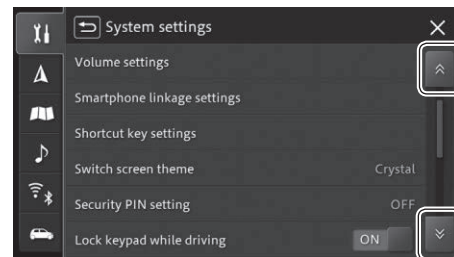 System settings
Volume settings
Smartphone linkage settings
Shortcut key settings
Switch screen theme Crystal
Security PIN setting OFF
Lock keypad while driving ON